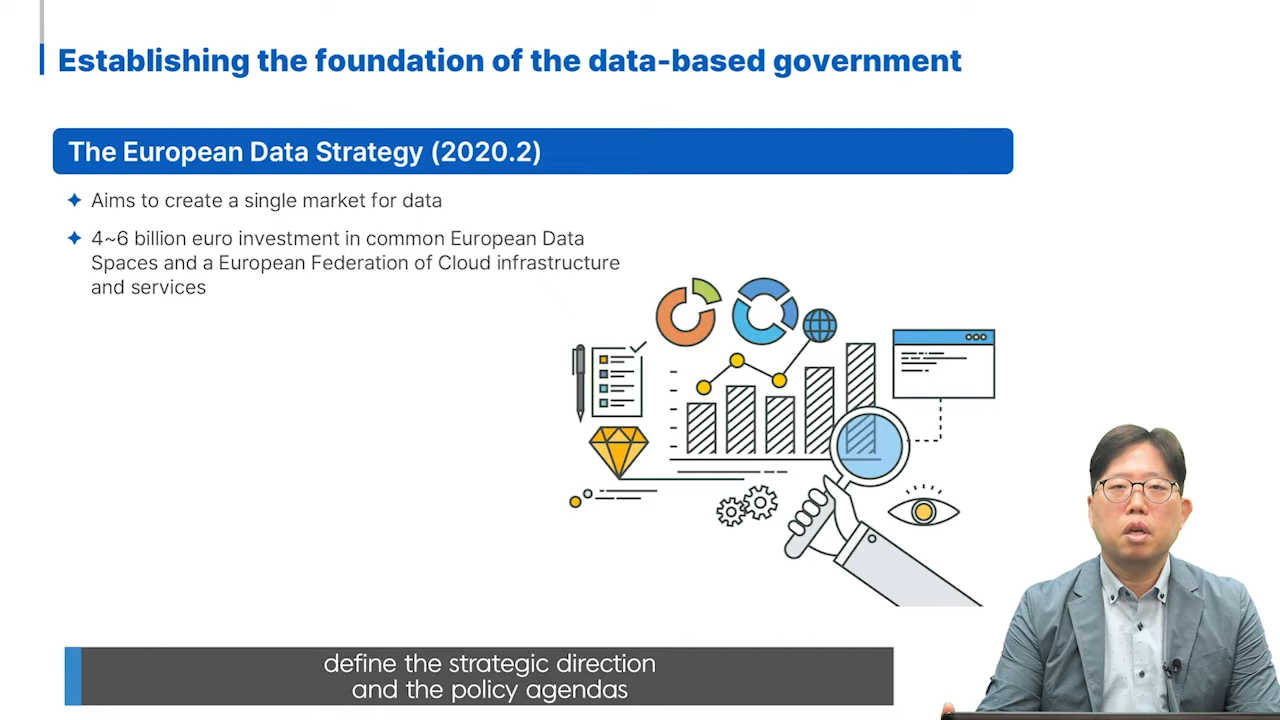 Establishing the foundation of the data-based government
The European Data Strategy (2020.2)
Aims to create a single market for data
4~6 billion euro investment in common European Data
Spaces and a European Federation of Cloud infrastructure
and services
define the strategic direction
and the policy agendas